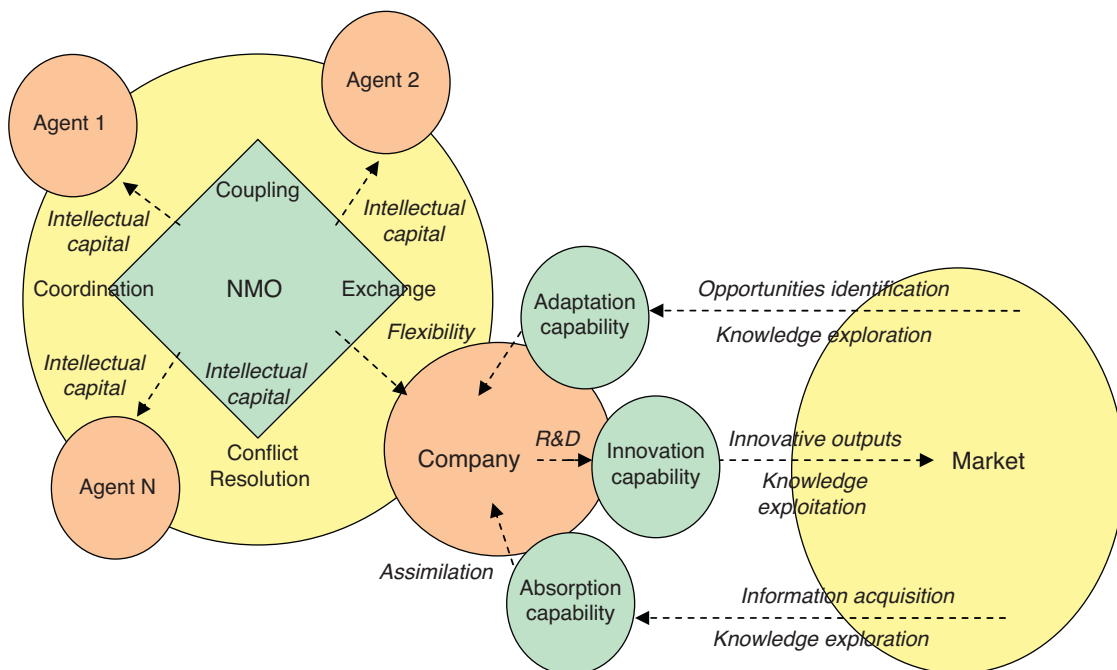 Agent 1
Agent 2
Coupling
Intellectual
capital
Intellectual
capital
Coordination
NMO
Exchange
Flexibility
Intellectual
capital
Intellectual
capital
Conflict
Resolution
Agent N
Adaptation
capability
Opportunities identification
Knowledge exploration
Company
R&D
Innovation
capability
Innovative outputs
Knowledge
exploitation
Market
Assimilation
Absorption
capability
Information acquisition
Knowledge exploration